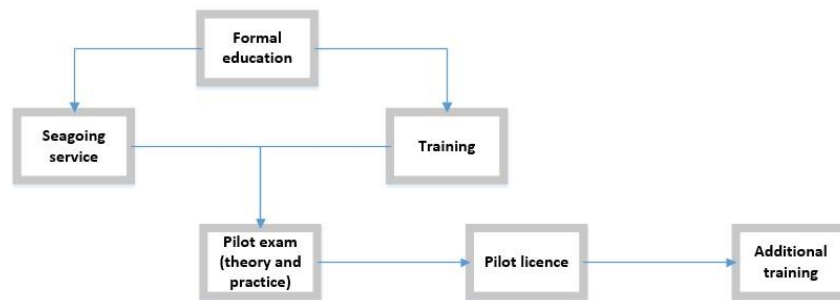 Formal
education
Seagoing
service
Training
Pilot exam
(theory and
practice)
Pilot licence
Additional
training